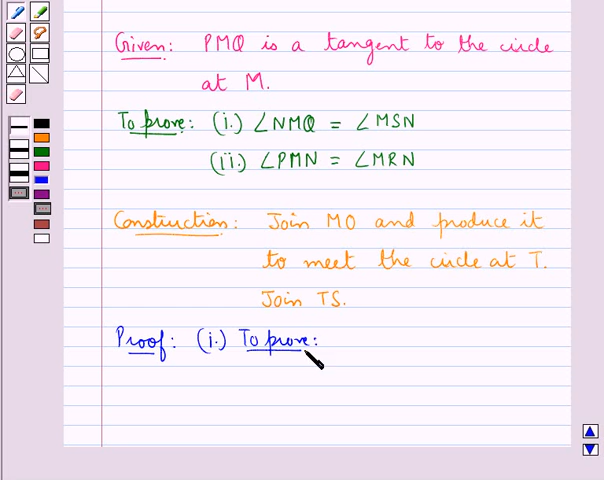 Given: PMQ is a tangent to the circle
at M.
To prove: (i.) ∠NMQ = ∠MSN
(ii.) ∠PMN = ∠MRN
Construction: Join MO and produce it
to meet the circle at T.
Join TS.
Proof: (i.) To prove: